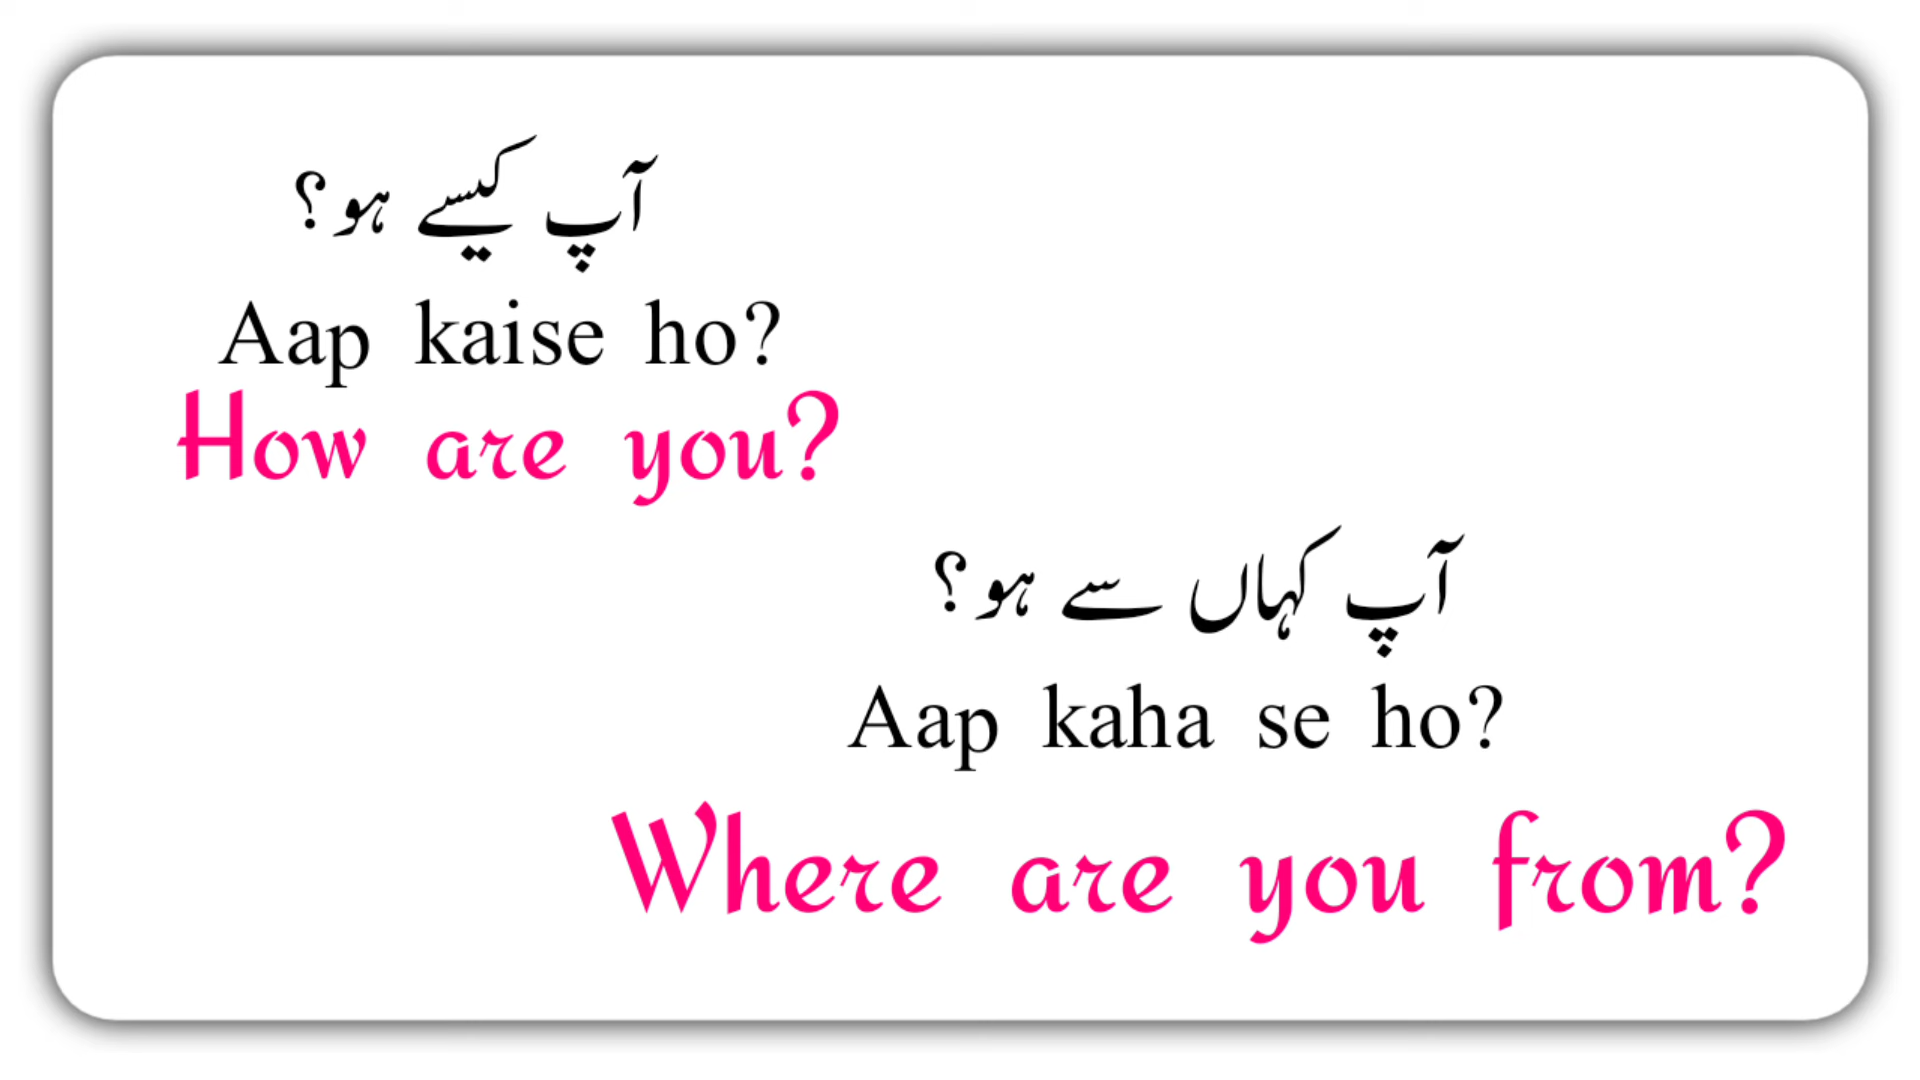 آپ کیسے ہو؟
Aap kaise ho?
How are you?
آپ کہاں سے ہو؟
Aap kaha se ho?
Where are you from?